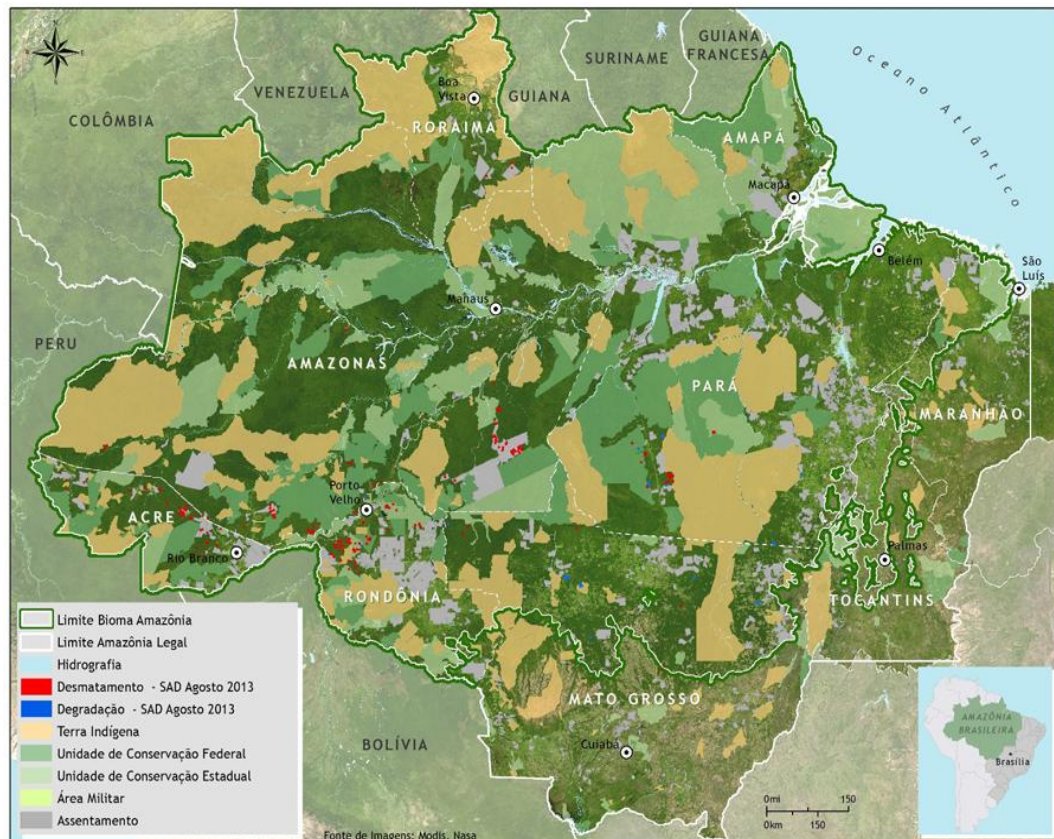 COLÔMBIA
VENEZUELA
Boa
Vista
GUIANA
SURINAME
GUIANA
FRANCESA
Oceano Atlântico
RORAIMA
AMAPÁ
Macapá
Belém
São
Luís
Manaus
PERU
AMAZONAS
PARÁ
MARANHÃO
Porto
Velho
ACRE
Rio Branco
RONDÔNIA
Palmas
TOCANTINS
MATO GROSSO
BOLÍVIA
Cuiabá
Limite Bioma Amazônia
Limite Amazônia Legal
Hidrografia
Desmatamento - SAD Agosto 2013
Degradação - SAD Agosto 2013
Terra Indígena
Unidade de Conservação Federal
Unidade de Conservação Estadual
Área Militar
Assentamento
AMAZÔNIA
BRASILEIRA
Brasília
0mi 150
0km 150
Fonte de Imagens: Modis, Nasa